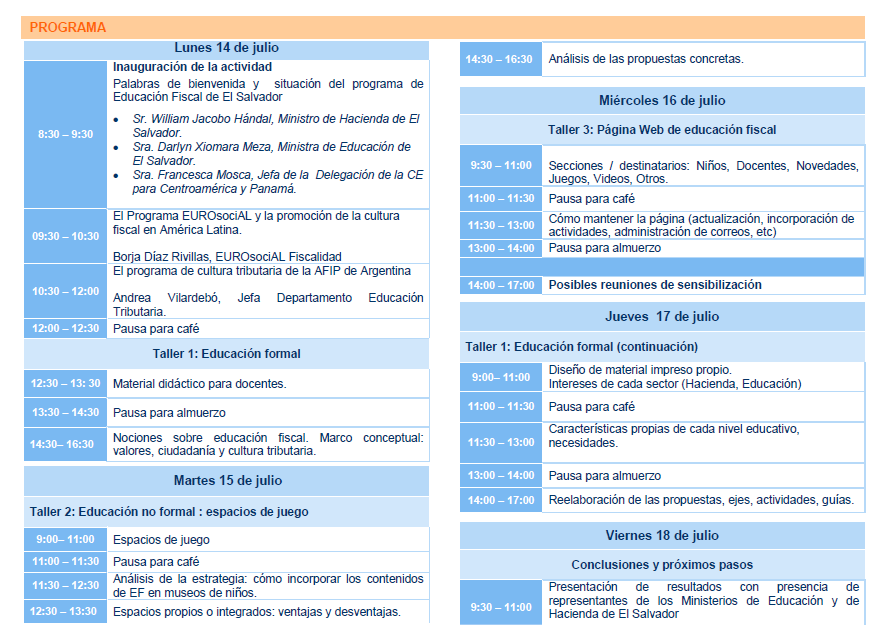 PROGRAMA
Lunes 14 de julio
8:30 – 9:30
Inauguración de la actividad
Palabras de bienvenida y situación del programa de
Educación Fiscal de El Salvador
• Sr. William Jacobo Hándal, Ministro de Hacienda de El
Salvador.
• Sra. Darlyn Xiomara Meza, Ministra de Educación de
El Salvador.
• Sra. Francesca Mosca, Jefa de la Delegación de la CE
para Centroamérica y Panamá.
09:30 – 10:30
El Programa EUROsociAL y la promoción de la cultura
fiscal en América Latina.
Borja Díaz Rivillas, EUROsociAL Fiscalidad
10:30 – 12:00
El programa de cultura tributaria de la AFIP de Argentina
Andrea Vilardebó, Jefa Departamento Educación
Tributaria.
12:00 – 12:30 Pausa para café
Taller 1: Educación formal
12:30 – 13: 30 Material didáctico para docentes.
13:30 – 14:30 Pausa para almuerzo
14:30– 16:30
Nociones sobre educación fiscal. Marco conceptual:
valores, ciudadanía y cultura tributaria.
Martes 15 de julio
Taller 2: Educación no formal : espacios de juego
9:00– 11:00 Espacios de juego
11:00 – 11:30 Pausa para café
11:30 – 12:30
Análisis de la estrategia: cómo incorporar los contenidos
de EF en museos de niños.
12:30 – 13:30 Espacios propios o integrados: ventajas y desventajas.
14:30 – 16:30 Análisis de las propuestas concretas.
Miércoles 16 de julio
Taller 3: Página Web de educación fiscal
9:30 – 11:00
Secciones / destinatarios: Niños, Docentes, Novedades,
Juegos, Videos, Otros.
11:00 – 11:30 Pausa para café
11:30 – 13:00
Cómo mantener la página (actualización, incorporación de
actividades, administración de correos, etc)
13:00 – 14:00 Pausa para almuerzo
14:00 – 17:00 Posibles reuniones de sensibilización
Jueves 17 de julio
Taller 1: Educación formal (continuación)
9:00– 11:00
Diseño de material impreso propio.
Intereses de cada sector (Hacienda, Educación)
11:00 – 11:30 Pausa para café
11:30 – 13:00
Características propias de cada nivel educativo,
necesidades.
13:00 – 14:00 Pausa para almuerzo
14:00 – 17:00 Reelaboración de las propuestas, ejes, actividades, guías.
Viernes 18 de julio
Conclusiones y próximos pasos
9:30 – 11:00
Presentación de resultados con presencia de
representantes de los Ministerios de Educación y de
Hacienda de El Salvador